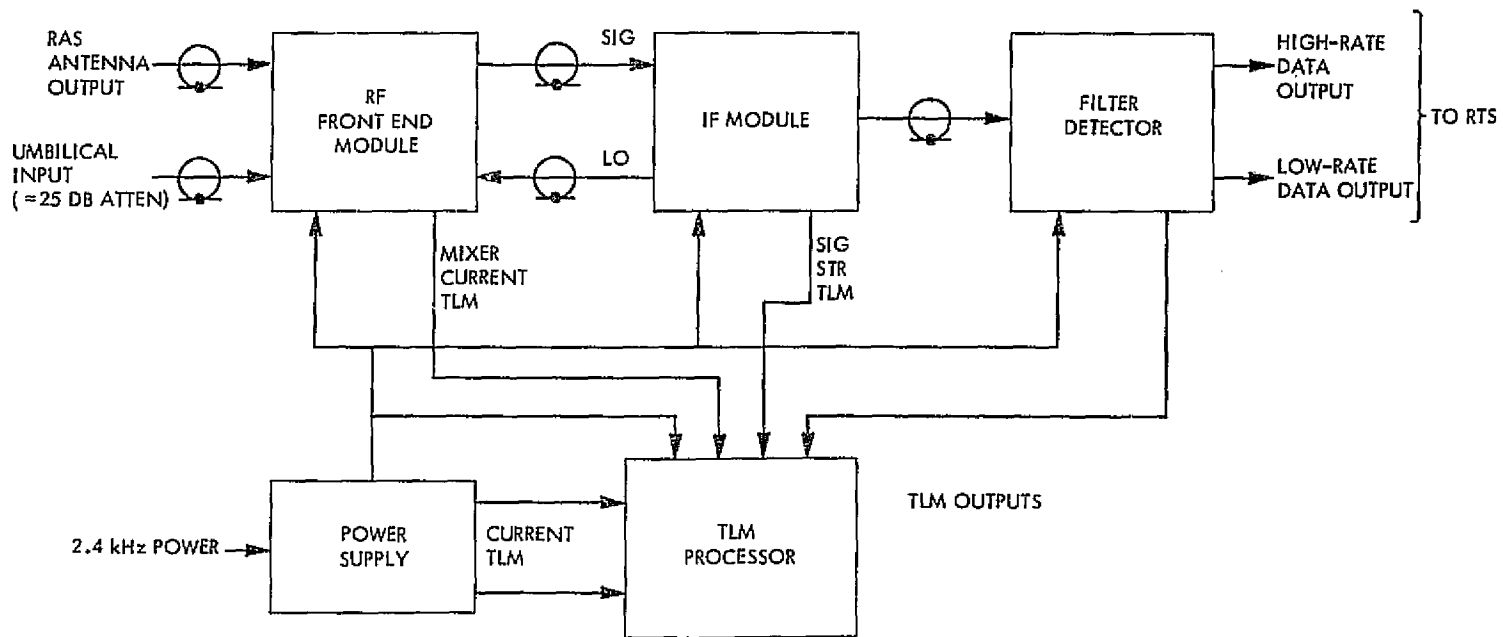 RAS
ANTENNA
OUTPUT
UMBILICAL
INPUT
( ≈25 DB ATTEN)
RF
FRONT END
MODULE
SIG
LO
IF MODULE
FILTER
DETECTOR
HIGH-RATE
DATA
OUTPUT
LOW-RATE
DATA OUTPUT
TO RTS
MIXER
CURRENT
TLM
SIG
STR
TLM
2.4 kHz POWER
POWER
SUPPLY
CURRENT
TLM
TLM
PROCESSOR
TLM OUTPUTS